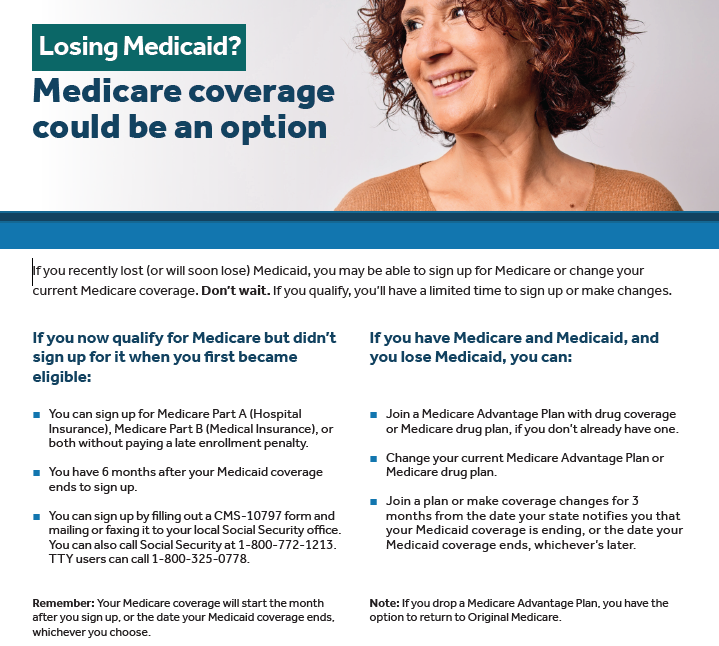 Losing Medicaid?
Medicare coverage
could be an option
If you recently lost (or will soon lose) Medicaid, you may be able to sign up for Medicare or change your
current Medicare coverage. Don’t wait. If you qualify, you’ll have a limited time to sign up or make changes.
If you now qualify for Medicare but didn’t
sign up for it when you first became
eligible:
■ You can sign up for Medicare Part A (Hospital
Insurance), Medicare Part B (Medical Insurance), or
both without paying a late enrollment penalty.
■ You have 6 months after your Medicaid coverage
ends to sign up.
■ You can sign up by filling out a CMS-10797 form and
mailing or faxing it to your local Social Security office.
You can also call Social Security at 1-800-772-1213.
TTY users can call 1-800-325-0778.
Remember: Your Medicare coverage will start the month
after you sign up, or the date your Medicaid coverage ends,
whichever you choose.
If you have Medicare and Medicaid, and
you lose Medicaid, you can:
■ Join a Medicare Advantage Plan with drug coverage
or Medicare drug plan, if you don’t already have one.
■ Change your current Medicare Advantage Plan or
Medicare drug plan.
■ Join a plan or make coverage changes for 3
months from the date your state notifies you that
your Medicaid coverage is ending, or the date your
Medicaid coverage ends, whichever’s later.
Note: If you drop a Medicare Advantage Plan, you have the
option to return to Original Medicare.